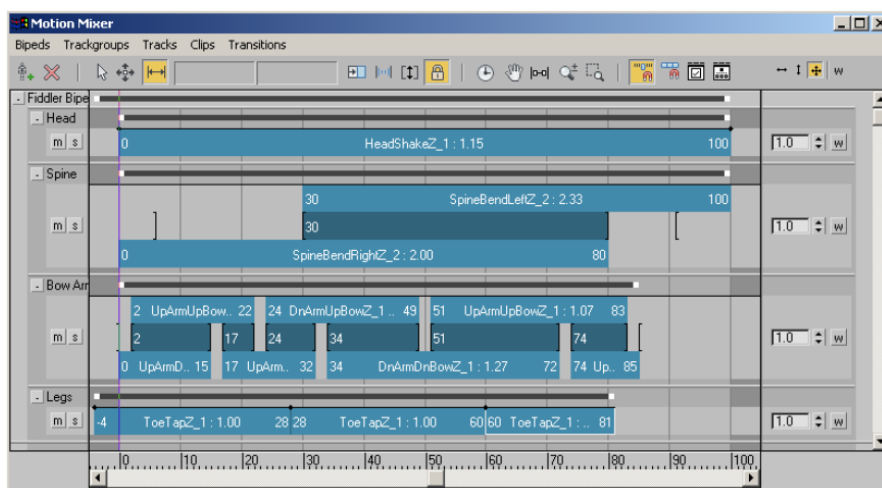 Motion Mixer
Bipeds Trackgroups Tracks Clips Transitions
w
- Fiddler Bipe
- Head
m s 0 HeadShakeZ_1 : 1.15 100 1.0 w
- Spine
30 SpineBendLeftZ_2 : 2.33 100
m s 30 1.0 w
0 SpineBendRightZ_2 : 2.00 80
- Bow Arr
2 UpArmUpBow.. 22 24 DnArmUpBowZ_1 .. 49 51 UpArmUpBowZ_1 : 1.07 83
m s 2 17 24 34 51 74 1.0 w
0 UpArmD.. 15 17 UpArm.. 32 34 DnArmDnBowZ_1 : 1.27 72 74 Up.. 85
- Legs
m s -4 ToeTapZ_1 : 1.00 28 28 ToeTapZ_1 : 1.00 60 60 ToeTapZ_1 : .. 81 1.0 w
0 10 20 30 40 50 60 70 80 90 100